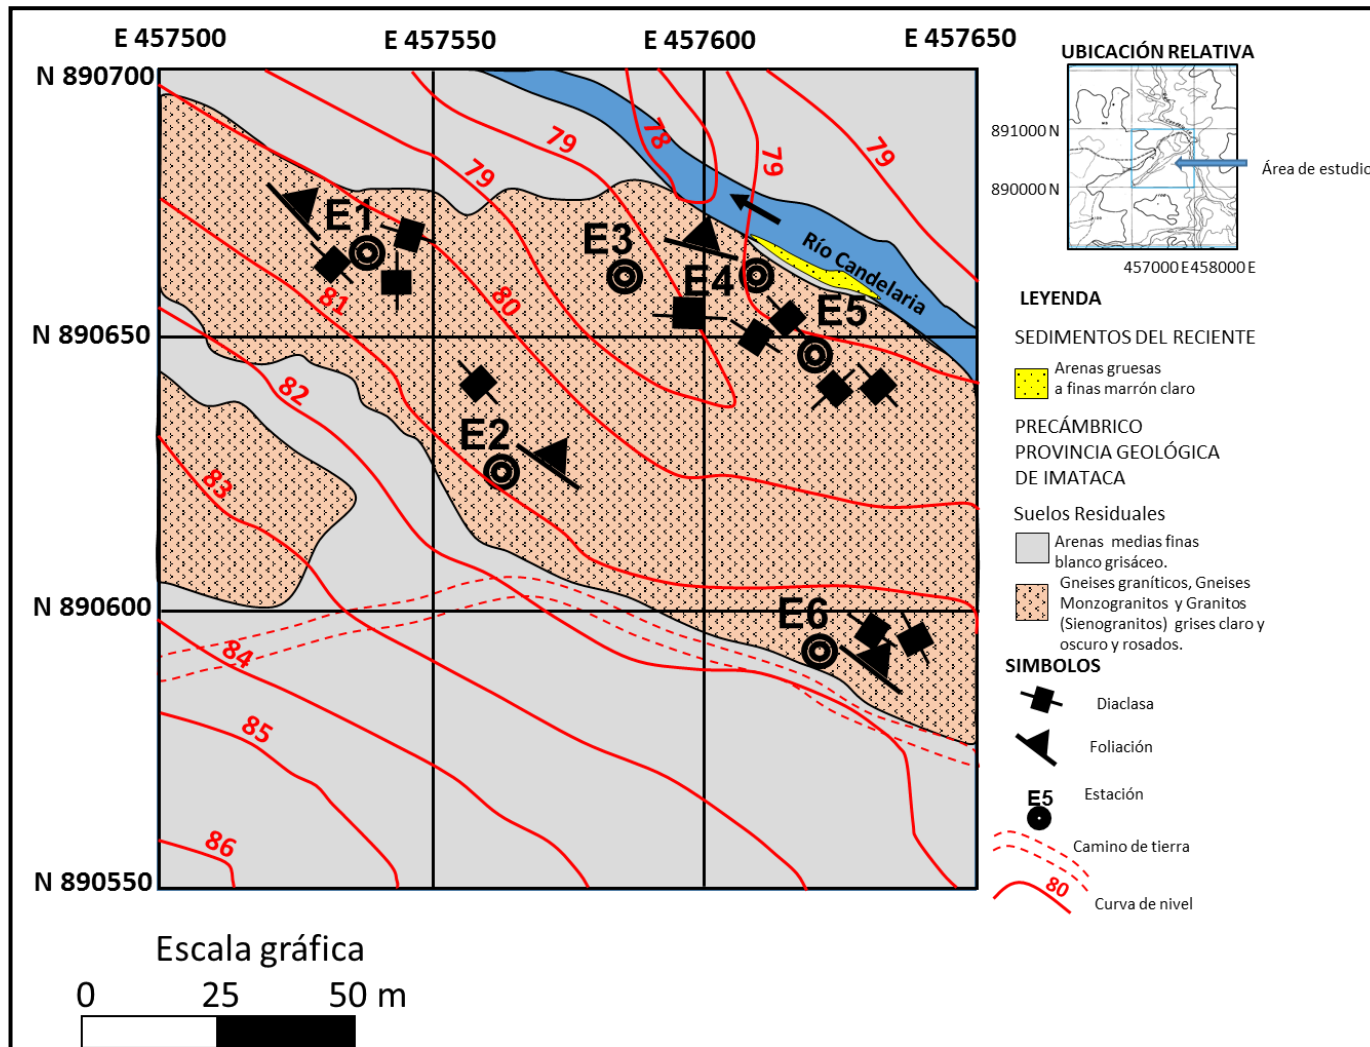 E 457500
E 457550
E 457600
E 457650
N 890700
N 890650
N 890600
N 890550
79
79
78
79
79
80
81
82
83
84
85
86
E1
E2
E3
E4
E5
E6
Río Candelaria
Escala gráfica
0 25 50 m
UBICACIÓN RELATIVA
891000 N
890000 N
457000 E 458000 E
Área de estudio
LEYENDA
SEDIMENTOS DEL RECIENTE
Arenas gruesas
a finas marrón claro
PRECÁMBRICO
PROVINCIA GEOLÓGICA
DE IMATACA
Suelos Residuales
Arenas medias finas
blanco grisáceo.
Gneises graníticos, Gneises
Monzogranitos y Granitos
(Sienogranitos) grises claro y
oscuro y rosados.
SIMBOLOS
Diaclasa
Foliación
E5
Estación
Camino de tierra
80
Curva de nivel